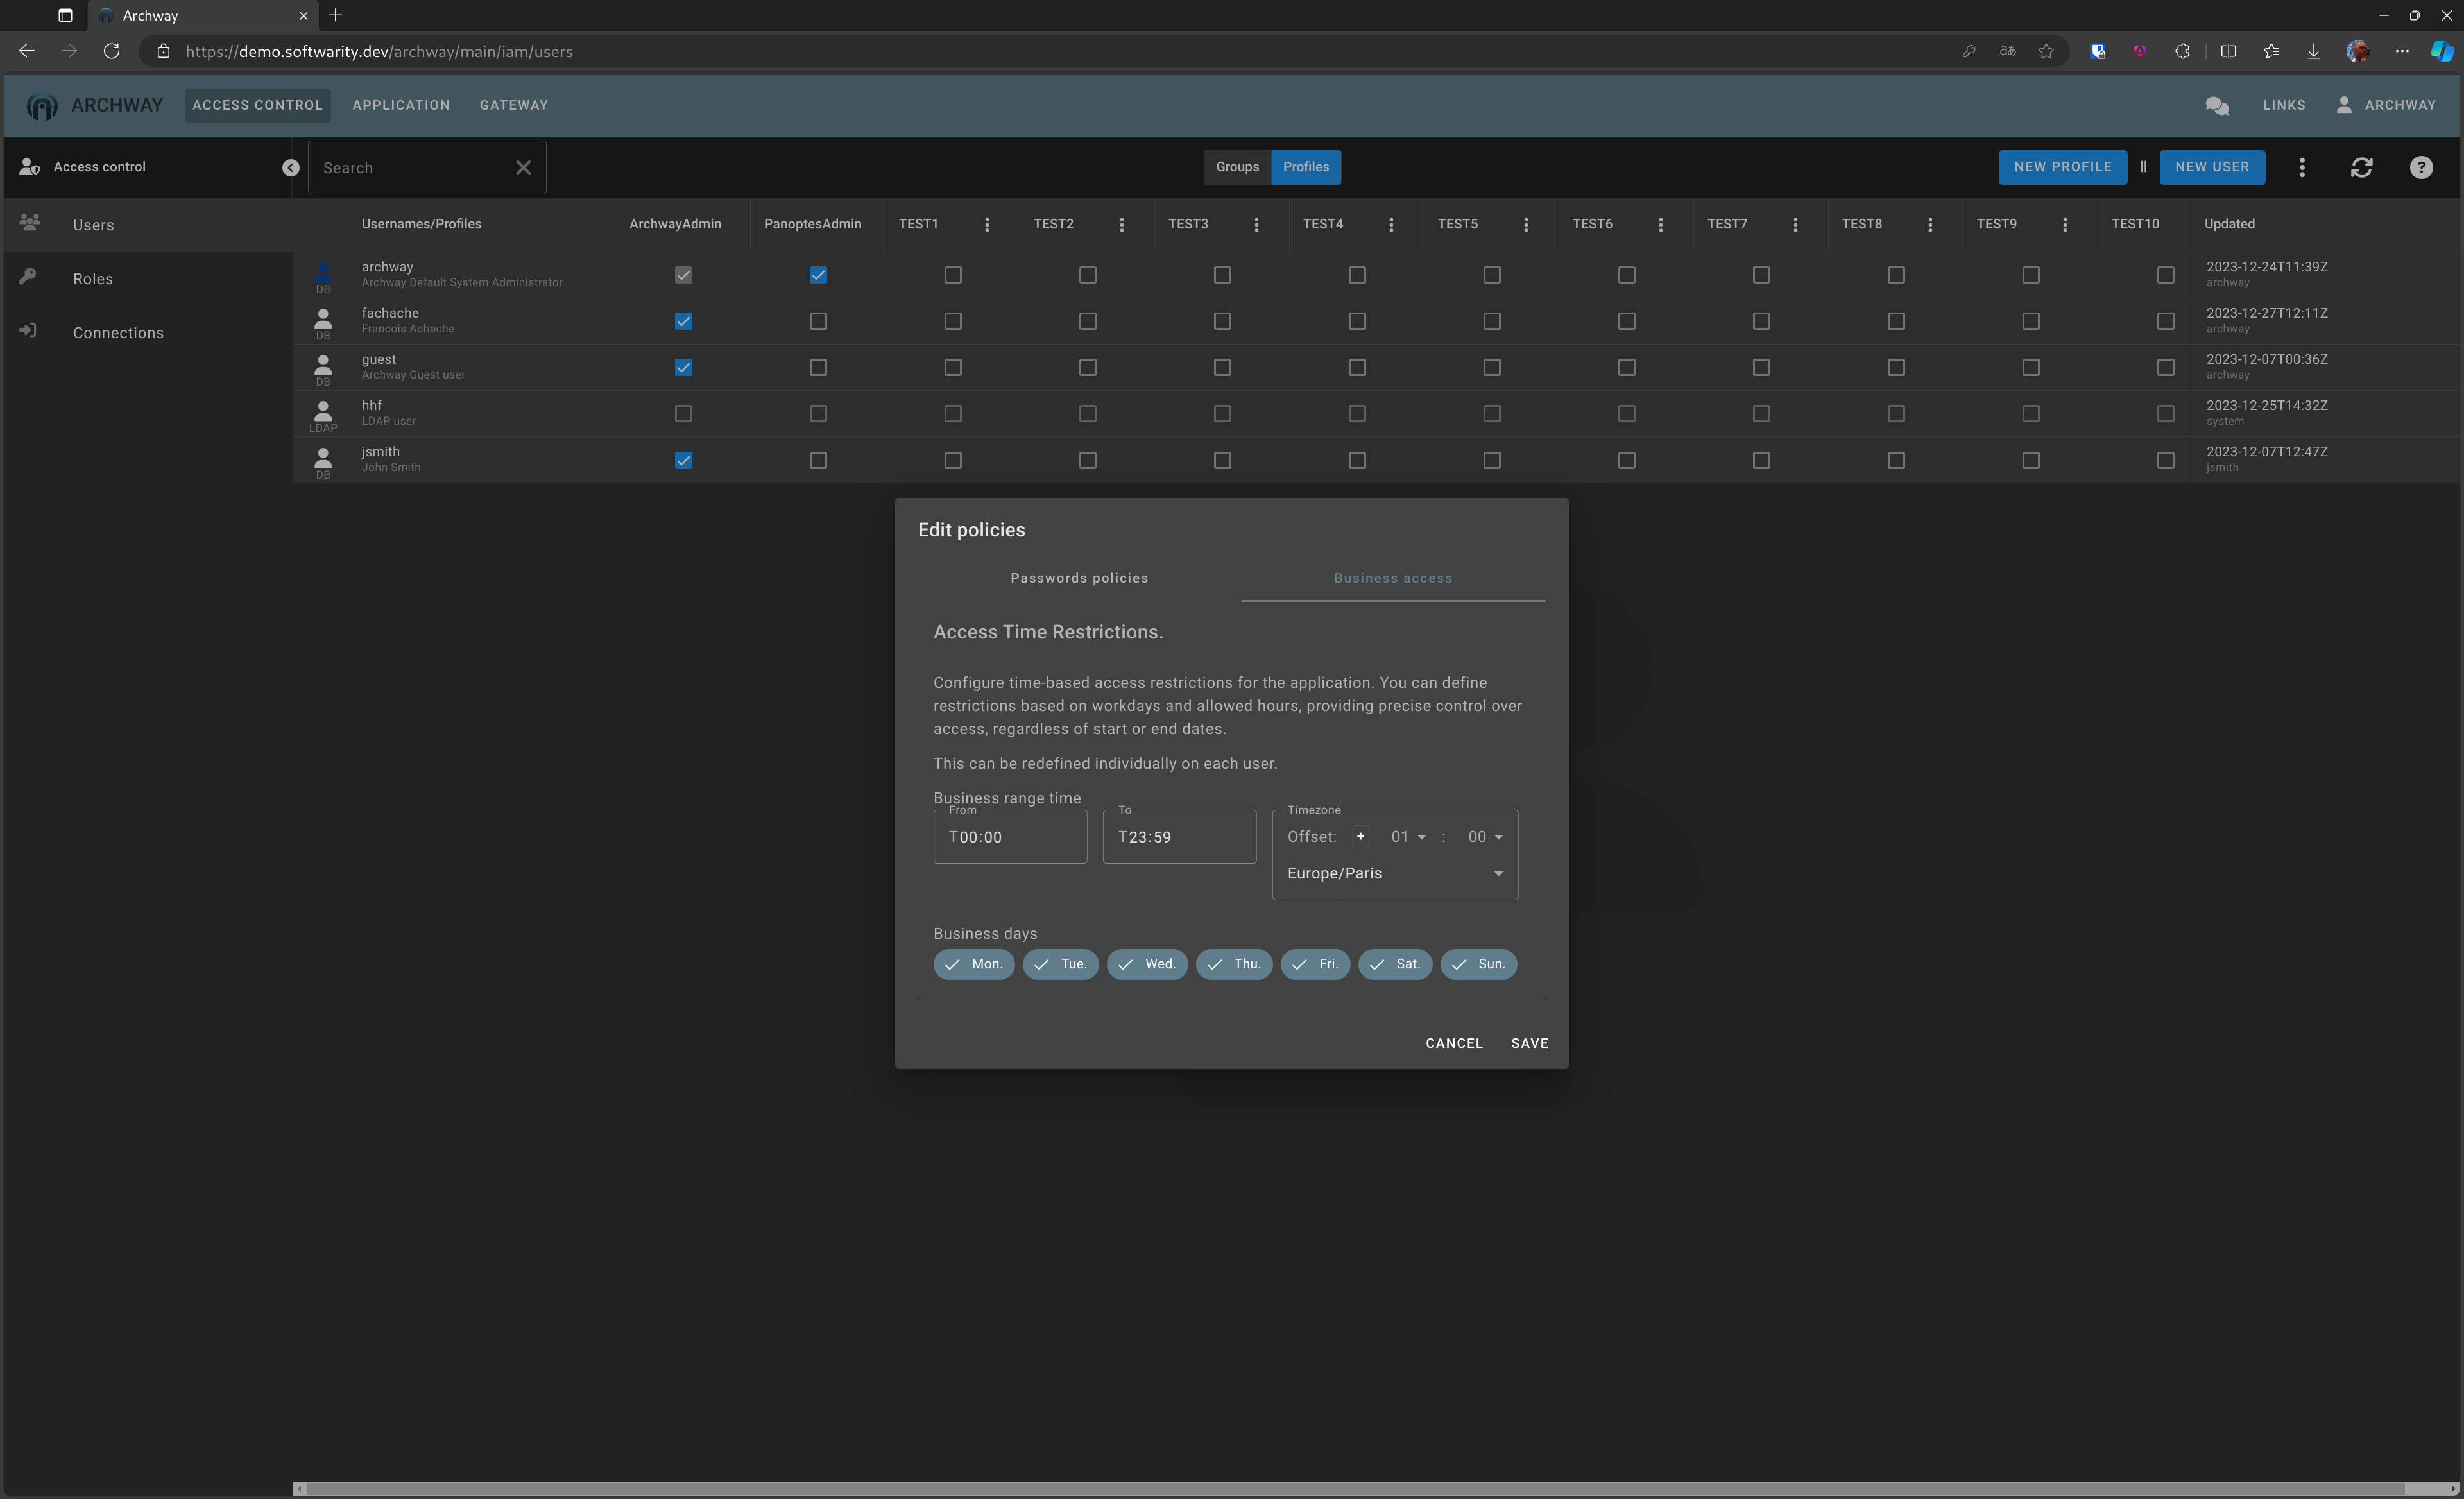 Archway
https://demo.softwarity.dev/archway/main/iam/users
ARCHWAY ACCESS CONTROL APPLICATION GATEWAY LINKS ARCHWAY
Access control Search Groups Profiles NEW PROFILE NEW USER
Users
Roles
Connections
Usernames/Profiles ArchwayAdmin PanoptesAdmin TEST1 TEST2 TEST3 TEST4 TEST5 TEST6 TEST7 TEST8 TEST9 TEST10 Updated
archway 2023-12-24T11:39Z
DB Archway Default System Administrator archway
fachache 2023-12-27T12:11Z
DB Francois Achache archway
guest 2023-12-07T00:36Z
DB Archway Guest user archway
hhf 2023-12-25T14:32Z
LDAP LDAP user system
jsmith 2023-12-07T12:47Z
DB John Smith jsmith
Edit policies
Passwords policies Business access
Access Time Restrictions.
Configure time-based access restrictions for the application. You can define
restrictions based on workdays and allowed hours, providing precise control over
access, regardless of start or end dates.
This can be redefined individually on each user.
Business range time
From To Timezone
T00:00 T23:59 Offset: + 01 : 00
Europe/Paris
Business days
Mon. Tue. Wed. Thu. Fri. Sat. Sun.
CANCEL SAVE